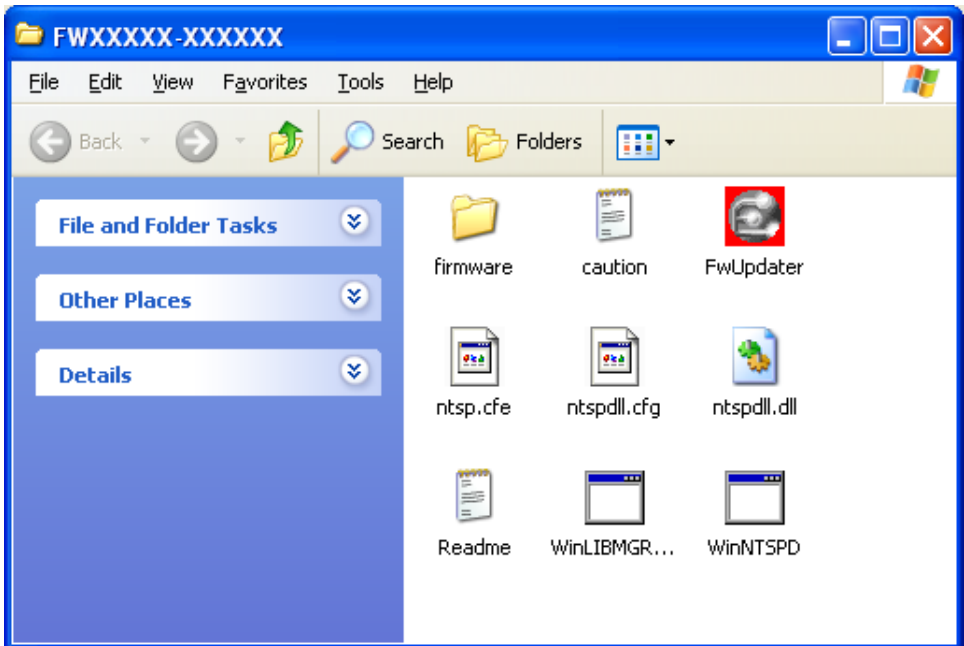 FWXXXXX-XXXXXX
File Edit View Favorites Tools Help
Back Search Folders
File and Folder Tasks
Other Places
Details
firmware caution FwUpdater
ntsp.cfe ntspdll.cfg ntspdll.dll
Readme WinLIBMGR... WinNTSPD